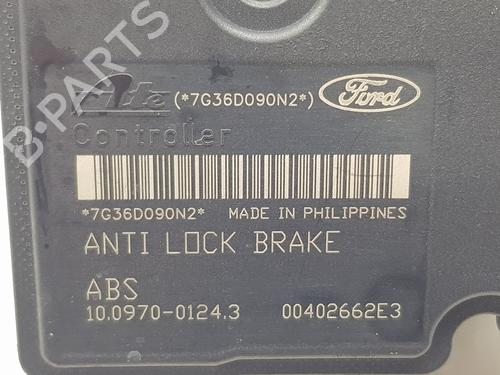 Ate (*7G36D090N2*) Ford
Controller
*7G36D090N2* MADE IN PHILIPPINES
ANTI LOCK BRAKE
ABS
10.0970-0124.3 00402662E3
B-PARTS